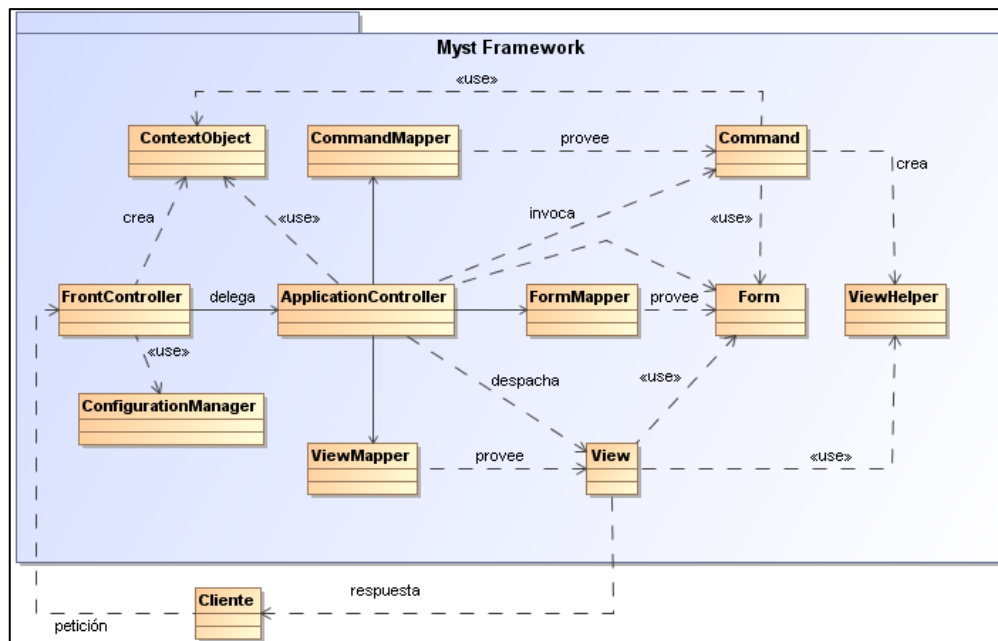 Myst Framework
«use»
ContextObject
CommandMapper
provee
Command
crea
«use»
invoca
«use»
crea
FrontController
delega
ApplicationController
FormMapper
provee
Form
ViewHelper
«use»
despacha
«use»
ConfigurationManager
ViewMapper
provee
View
«use»
respuesta
Cliente
petición